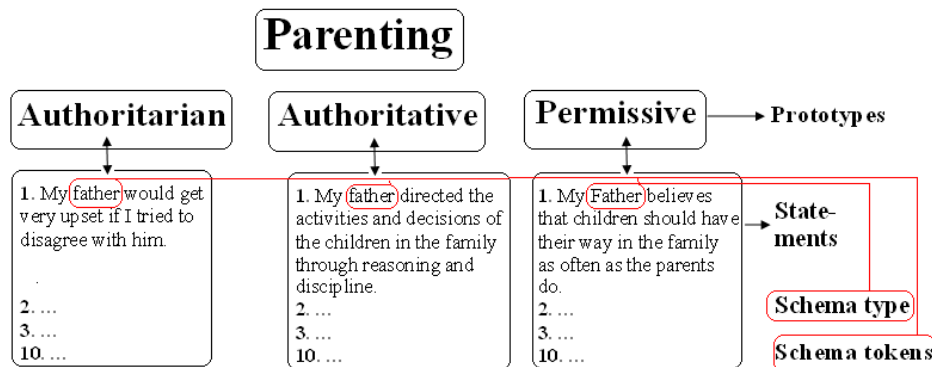 Parenting
Authoritarian
Authoritative
Permissive
Prototypes
1. My father would get
very upset if I tried to
disagree with him.
.
2. ...
3. ...
10. ...
1. My father directed the
activities and decisions of
the children in the family
through reasoning and
discipline.
2. ...
3. ...
10. ...
1. My Father believes
that children should have
their way in the family
as often as the parents
do.
2. ...
3. ...
10. ...
State-
ments
Schema type
Schema tokens